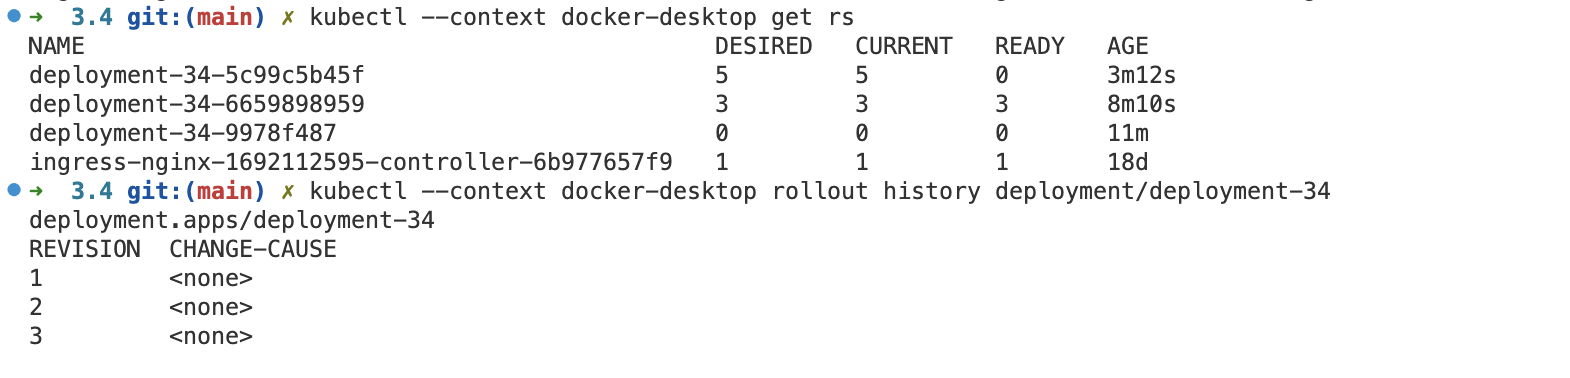 ➜  3.4 git:(main) ✗ kubectl --context docker-desktop get rs
NAME                                             DESIRED   CURRENT   READY   AGE
deployment-34-5c99c5b45f                         5         5         0       3m12s
deployment-34-6659898959                         3         3         3       8m10s
deployment-34-9978f487                           0         0         0       11m
ingress-nginx-1692112595-controller-6b977657f9   1         1         1       18d
➜  3.4 git:(main) ✗ kubectl --context docker-desktop rollout history deployment/deployment-34
deployment.apps/deployment-34
REVISION  CHANGE-CAUSE
1         <none>
2         <none>
3         <none>